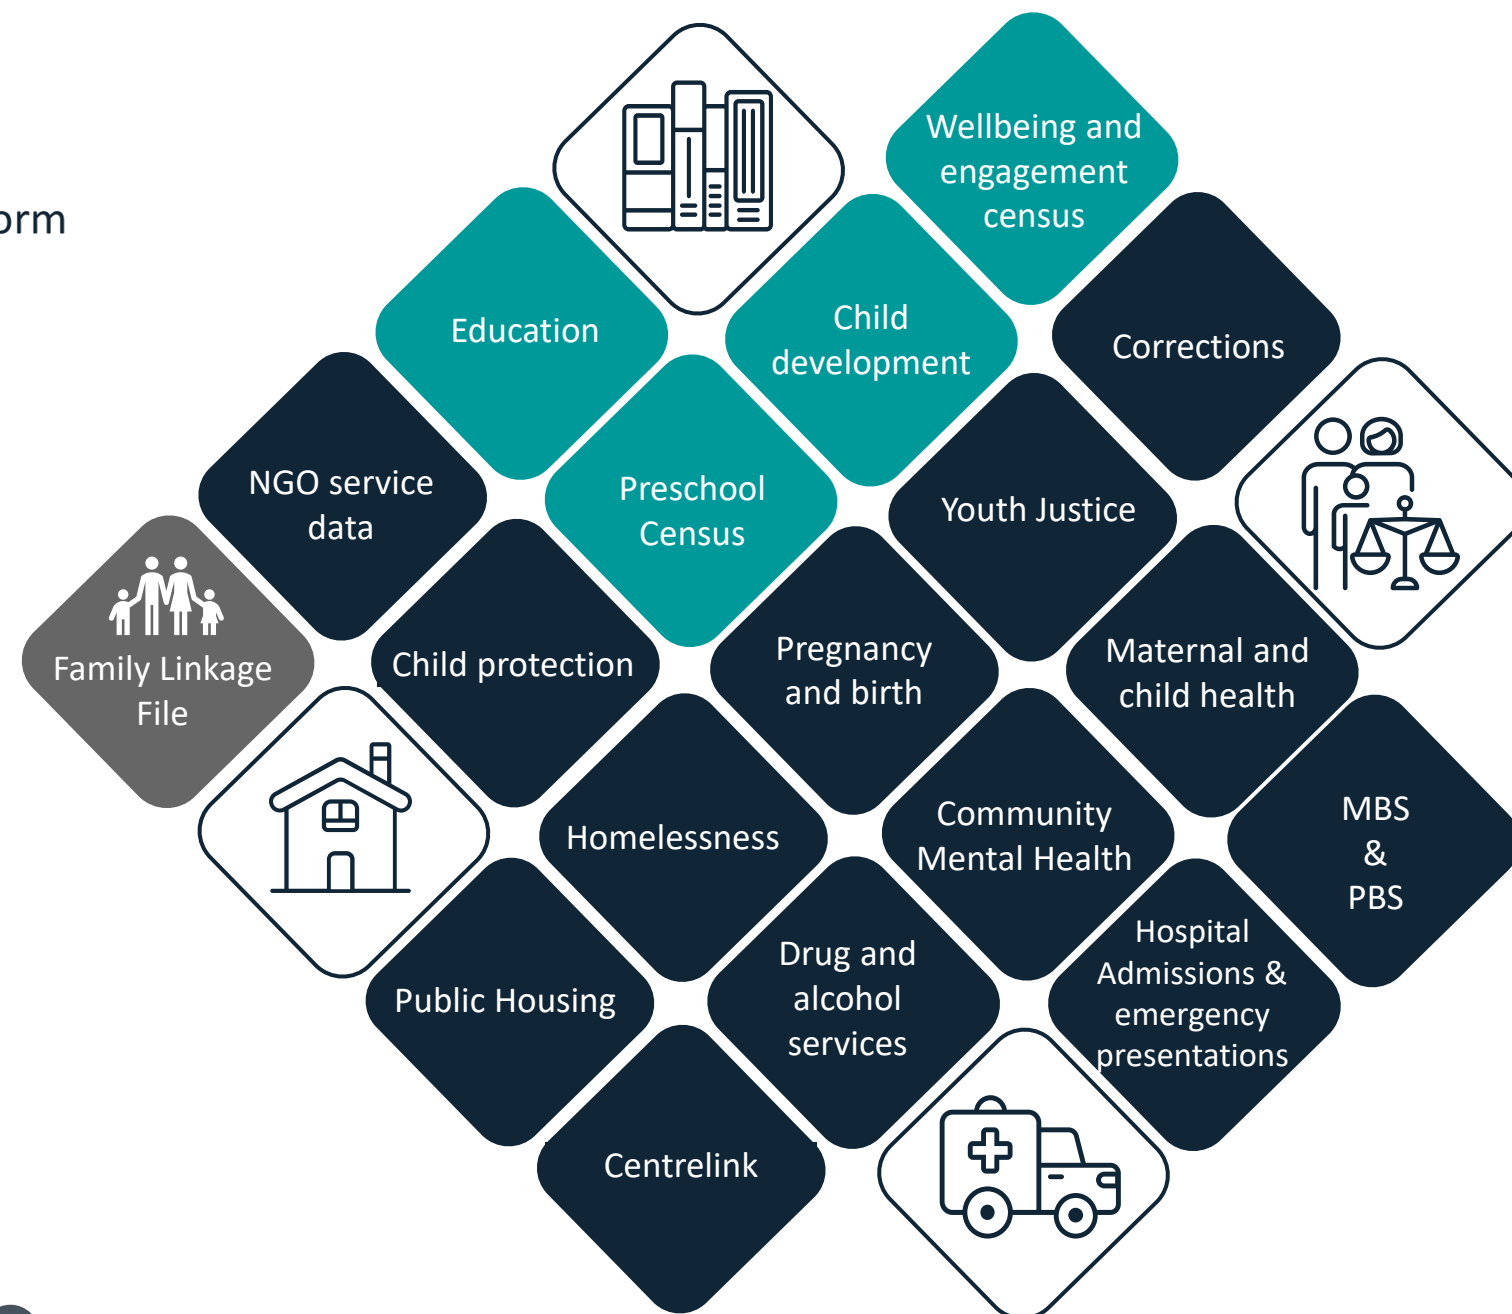 Wellbeing and
engagement
census
orm
Education
Child
development
Corrections
NGO service
data
Preschool
Census
Youth Justice
Family Linkage
File
Child protection
Pregnancy
and birth
Maternal and
child health
Homelessness
Community
Mental Health
MBS
&
PBS
Public Housing
Drug and
alcohol
services
Hospital
Admissions &
emergency
presentations
Centrelink